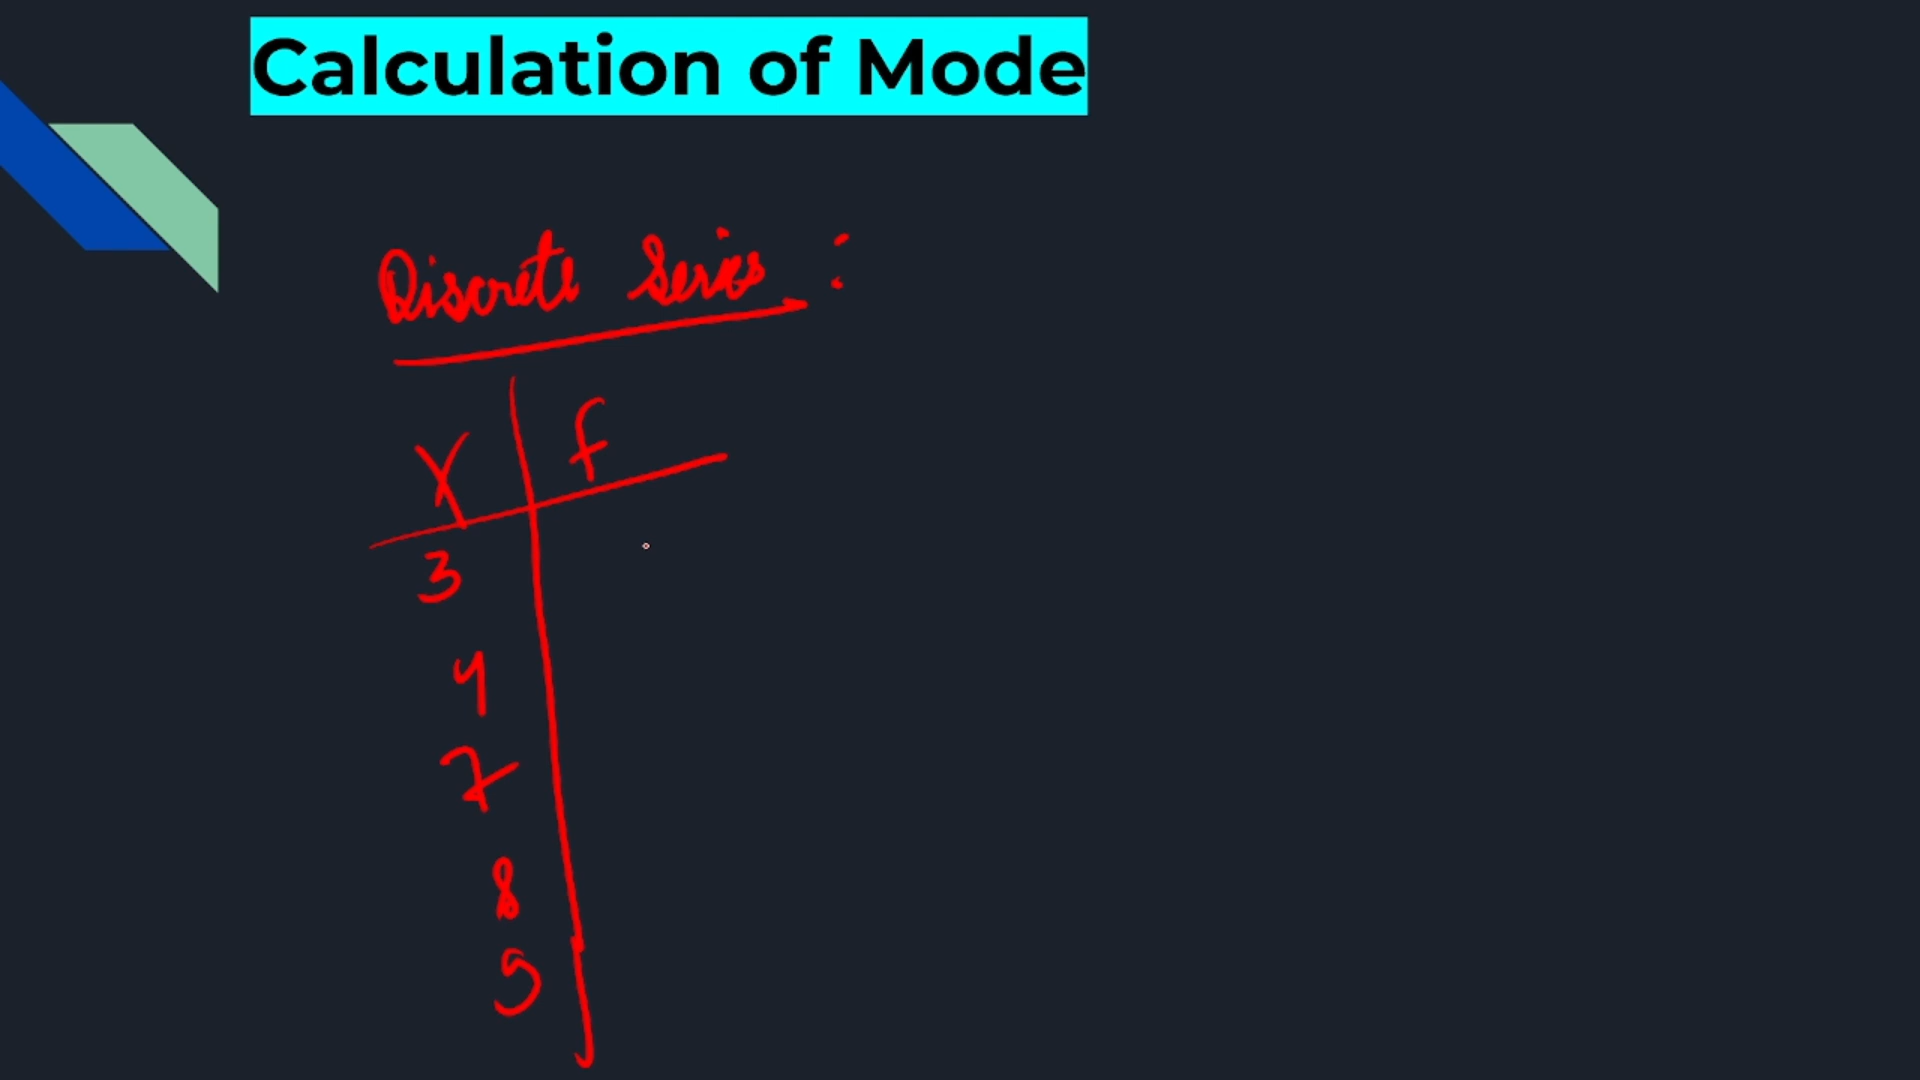 Calculation of Mode
Discrete Series :
X f
3
4
7
8
9